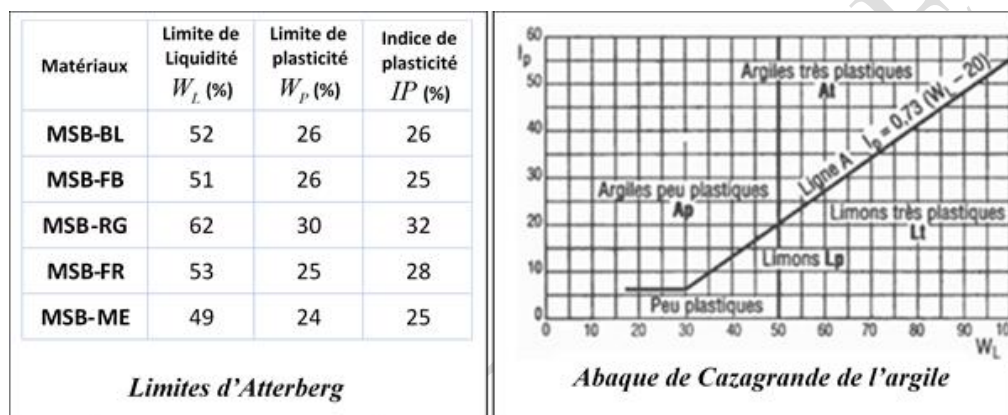 Matériaux Limite de Liquidité W_L (%) Limite de plasticité W_P (%) Indice de plasticité IP (%)
MSB-BL 52 26 26
MSB-FB 51 26 25
MSB-RG 62 30 32
MSB-FR 53 25 28
MSB-ME 49 24 25
Limites d'Atterberg
I_p
60
50
40
30
20
10
0
Argiles très plastiques
At
Ligne A I_p = 0,73 (W_L – 20)
Argiles peu plastiques
Ap
Limons très plastiques
Lt
Limons Lp
Peu plastiques
0 10 20 30 40 50 60 70 80 90 100
W_L
Abaque de Cazagrande de l'argile